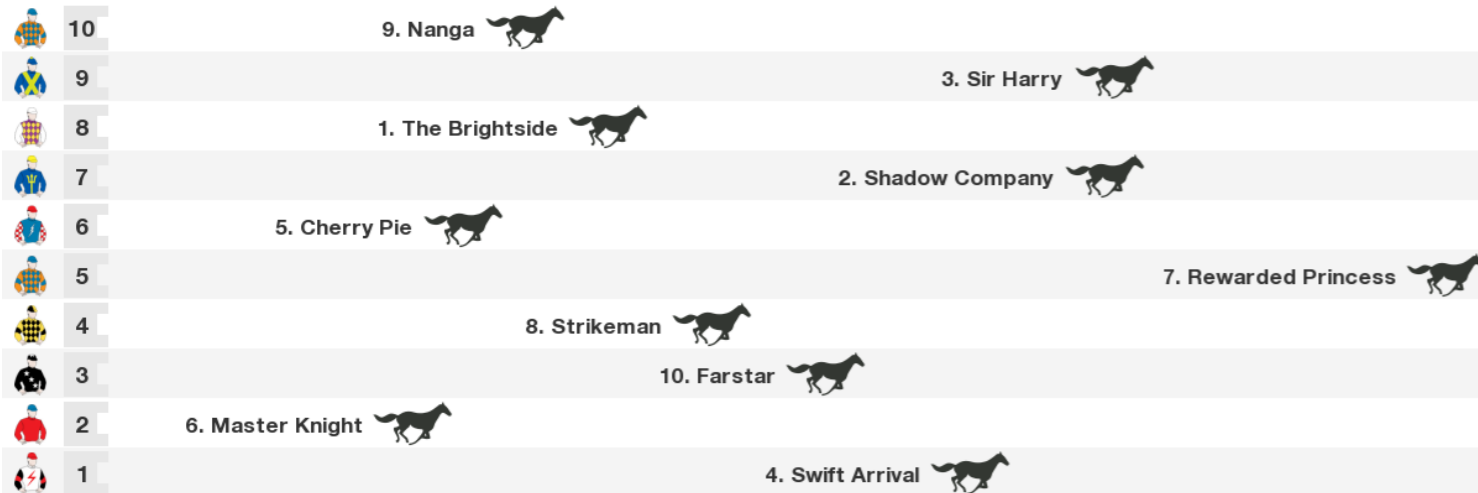 10 9. Nanga
9 3. Sir Harry
8 1. The Brightside
7 2. Shadow Company
6 5. Cherry Pie
5 7. Rewarded Princess
4 8. Strikeman
3 10. Farstar
2 6. Master Knight
1 4. Swift Arrival